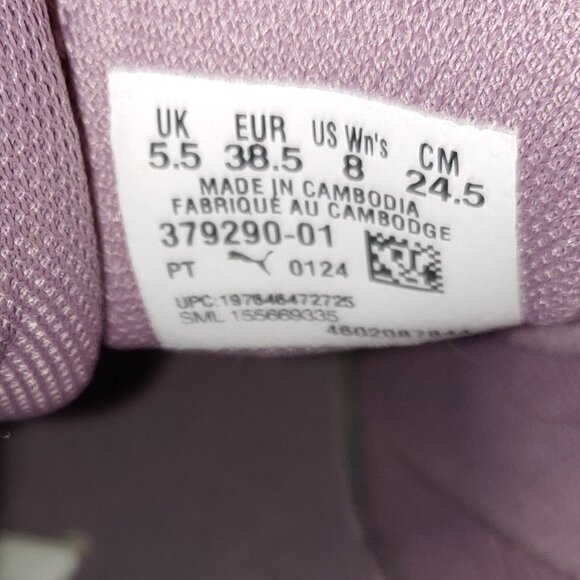 UK EUR US Wn's CM
5.5 38.5 8 24.5
MADE IN CAMBODIA
FABRIQUÉ AU CAMBODGE
379290-01
PT 0124
UPC:197846472725
SML 155669335